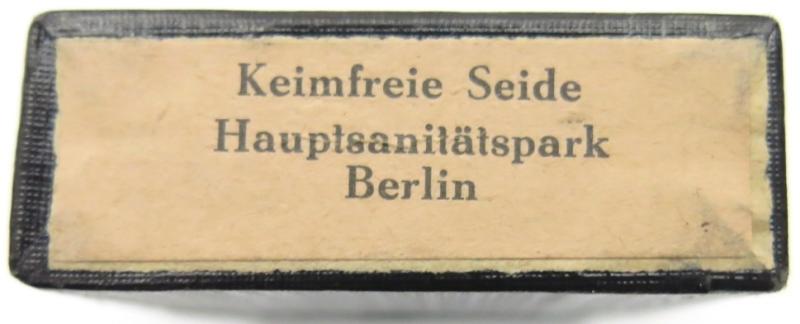 Keimfreie Seide
Hauptsanitätspark
Berlin